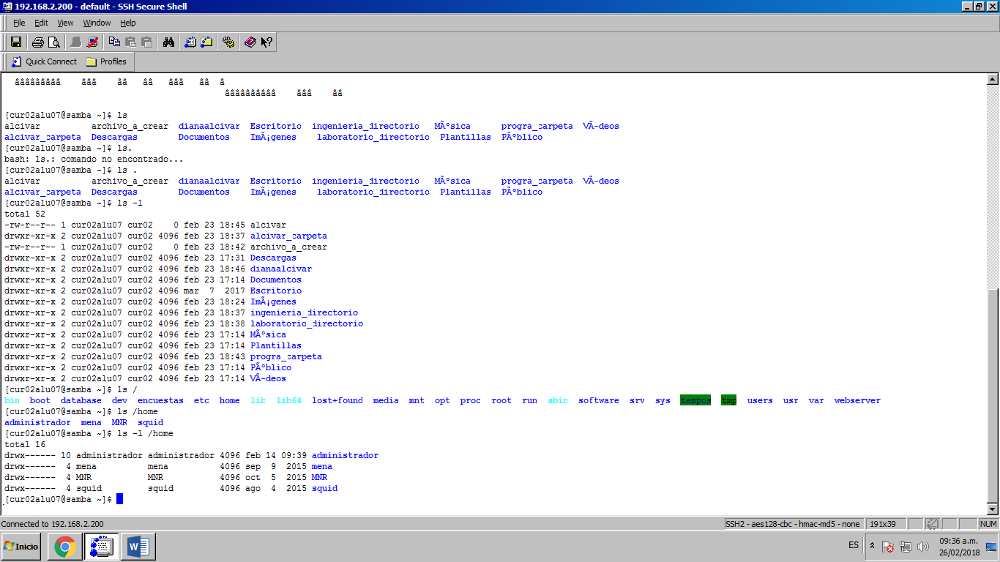 192.168.2.200 - default - SSH Secure Shell
File Edit View Window Help
Quick Connect Profiles
âââââââââ âââ ââ ââ âââ ââ â
ââââââââââ âââ ââ
[cur02alu07@samba ~]$ ls
alcivar archivo_a_crear dianaalcivar Escritorio ingenieria_directorio MÃºsica progra_carpeta VÃ-deos
alcivar_carpeta Descargas Documentos ImÃ¡genes laboratorio_directorio Plantillas PÃºblico
[cur02alu07@samba ~]$ ls.
bash: ls.: comando no encontrado...
[cur02alu07@samba ~]$ ls .
alcivar archivo_a_crear dianaalcivar Escritorio ingenieria_directorio MÃºsica progra_carpeta VÃ-deos
alcivar_carpeta Descargas Documentos ImÃ¡genes laboratorio_directorio Plantillas PÃºblico
[cur02alu07@samba ~]$ ls -l
total 52
-rw-r--r-- 1 cur02alu07 cur02 0 feb 23 18:45 alcivar
drwxr-xr-x 2 cur02alu07 cur02 4096 feb 23 18:37 alcivar_carpeta
-rw-r--r-- 1 cur02alu07 cur02 0 feb 23 18:42 archivo_a_crear
drwxr-xr-x 2 cur02alu07 cur02 4096 feb 23 17:31 Descargas
drwxr-xr-x 2 cur02alu07 cur02 4096 feb 23 18:46 dianaalcivar
drwxr-xr-x 2 cur02alu07 cur02 4096 feb 23 17:14 Documentos
drwxr-xr-x 2 cur02alu07 cur02 4096 mar 7 2017 Escritorio
drwxr-xr-x 2 cur02alu07 cur02 4096 feb 23 18:24 ImÃ¡genes
drwxr-xr-x 2 cur02alu07 cur02 4096 feb 23 18:37 ingenieria_directorio
drwxr-xr-x 2 cur02alu07 cur02 4096 feb 23 18:38 laboratorio_directorio
drwxr-xr-x 2 cur02alu07 cur02 4096 feb 23 17:14 MÃºsica
drwxr-xr-x 2 cur02alu07 cur02 4096 feb 23 17:14 Plantillas
drwxr-xr-x 2 cur02alu07 cur02 4096 feb 23 18:43 progra_carpeta
drwxr-xr-x 2 cur02alu07 cur02 4096 feb 23 17:14 PÃºblico
drwxr-xr-x 2 cur02alu07 cur02 4096 feb 23 17:14 VÃ-deos
[cur02alu07@samba ~]$ ls /
bin boot database dev encuestas etc home lib lib64 lost+found media mnt opt proc root run sbin software srv sys tempos tmp users usr var webserver
[cur02alu07@samba ~]$ ls /home
administrador mena MNR squid
[cur02alu07@samba ~]$ ls -l /home
total 16
drwx------ 10 administrador administrador 4096 feb 14 09:39 administrador
drwx------ 4 mena mena 4096 sep 9 2015 mena
drwx------ 4 MNR MNR 4096 oct 5 2015 MNR
drwx------ 4 squid squid 4096 ago 4 2015 squid
[cur02alu07@samba ~]$
Connected to 192.168.2.200 SSH2 - aes128-cbc - hmac-md5 - none 191x39 NUM
Inicio ES 09:36 a.m.
26/02/2018